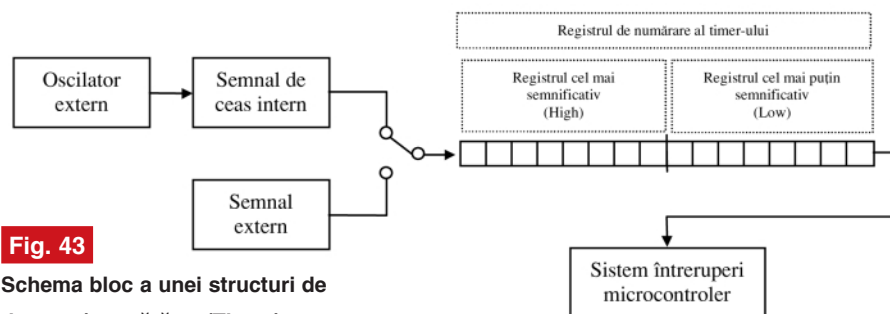 Registrul de numărare al timer-ului
Oscilator
extern
Semnal de
ceas intern
Registrul cel mai
semnificativ
(High)
Registrul cel mai puțin
semnificativ
(Low)
Semnal
extern
Fig. 43
Schema bloc a unei structuri de
Sistem întreruperi
microcontroler